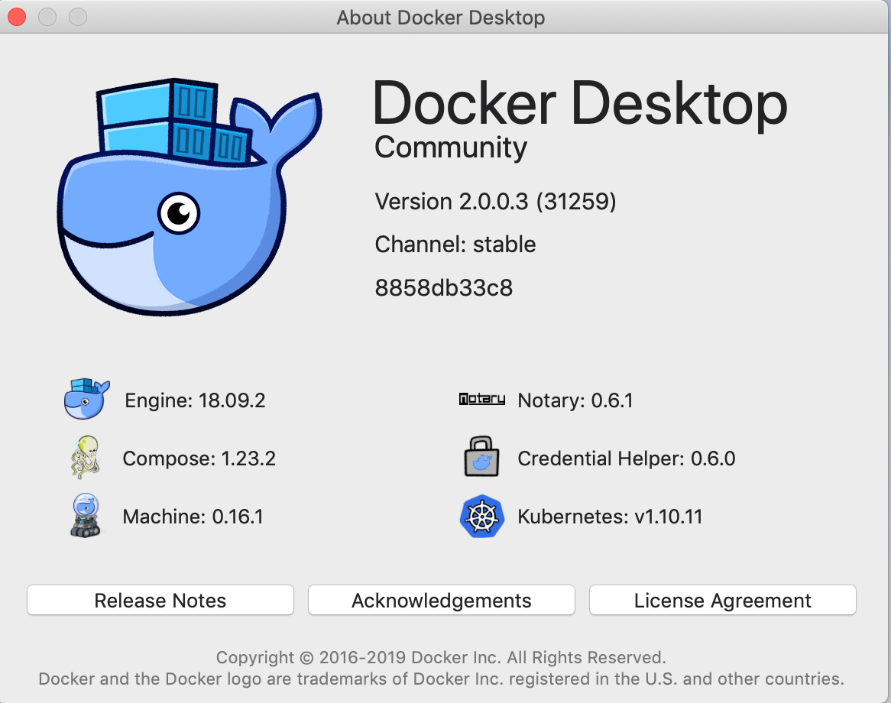 About Docker Desktop
Docker Desktop
Community
Version 2.0.0.3 (31259)
Channel: stable
8858db33c8
Engine: 18.09.2
Notary Notary: 0.6.1
Compose: 1.23.2
Credential Helper: 0.6.0
Machine: 0.16.1
Kubernetes: v1.10.11
Release Notes
Acknowledgements
License Agreement
Copyright © 2016-2019 Docker Inc. All Rights Reserved.
Docker and the Docker logo are trademarks of Docker Inc. registered in the U.S. and other countries.